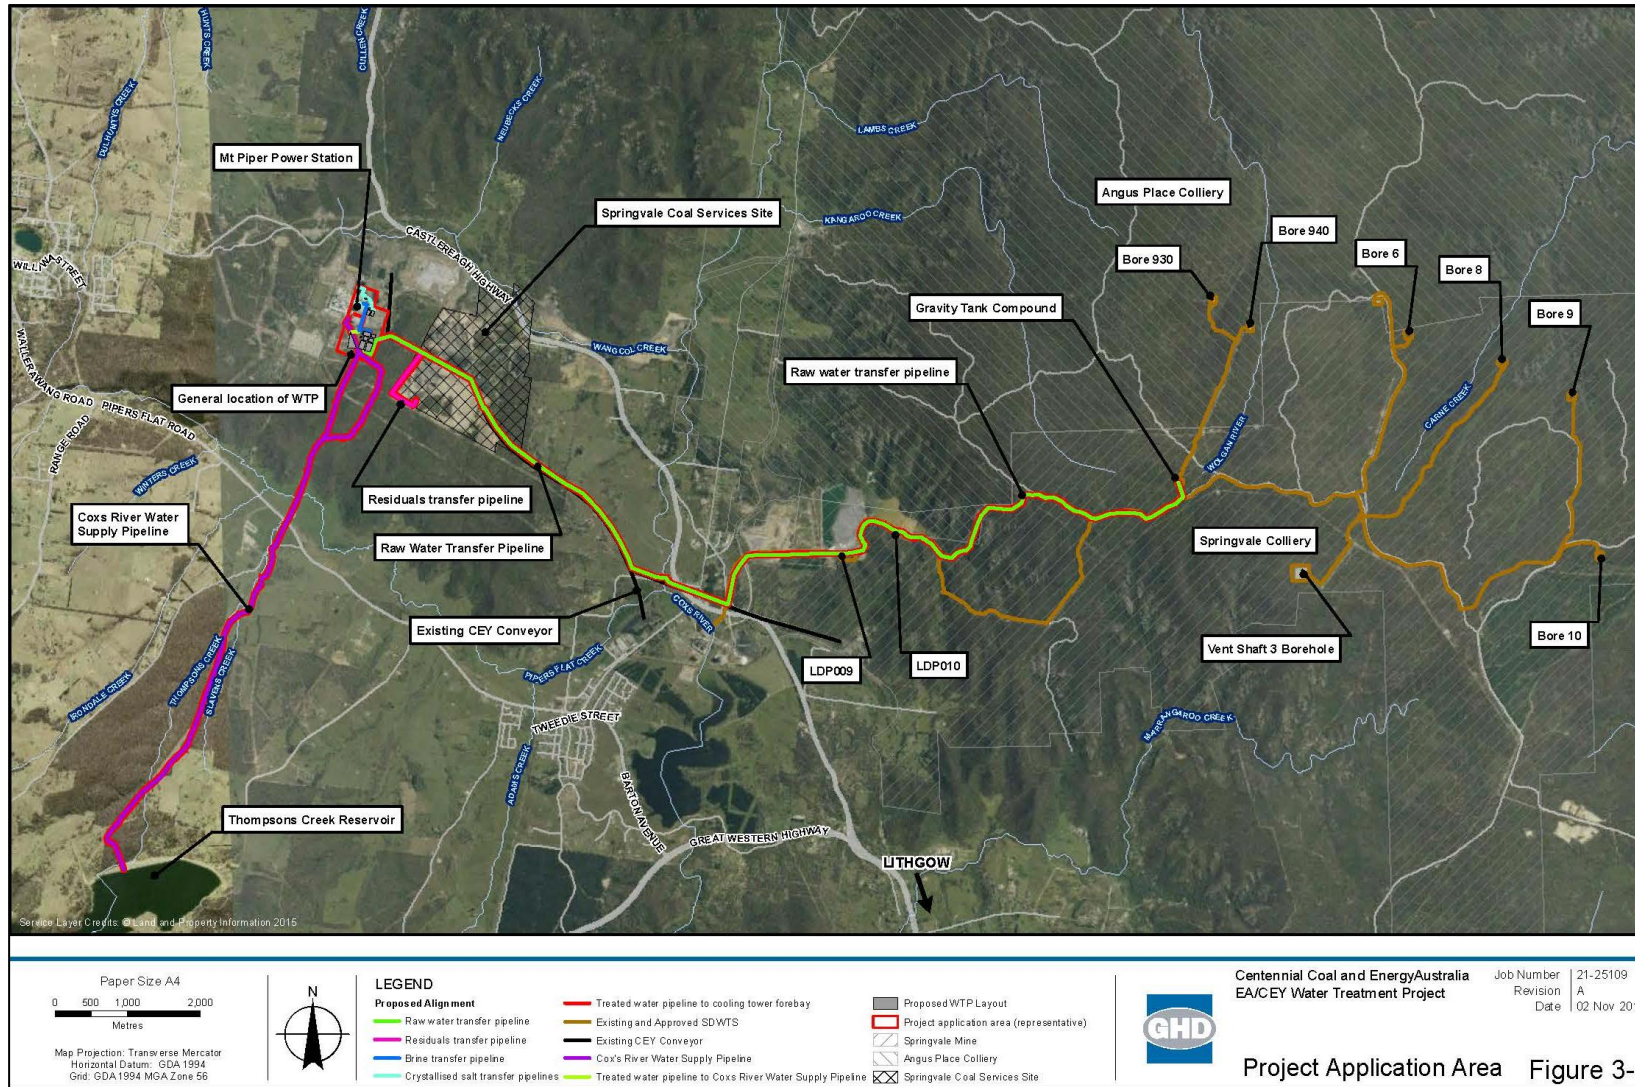 HUNTS CREEK
CULLEN CREEK
DULHUNTYS CREEK
NEUBECKS CREEK
LAMBS CREEK
Mt Piper Power Station
Springvale Coal Services Site
KANGAROO CREEK
Angus Place Colliery
CASTLEREAGH HIGHWAY
Bore 940
Bore 930
Bore 6
Bore 8
Bore 9
WILLIWA STREET
Gravity Tank Compound
WANGCOL CREEK
Raw water transfer pipeline
General location of WTP
WALLERAWANG ROAD
PIPERS FLAT ROAD
RANGE ROAD
CARNE CREEK
WOLGAN RIVER
WINTERS CREEK
Residuals transfer pipeline
Coxs River Water
Supply Pipeline
Raw Water Transfer Pipeline
Springvale Colliery
Existing CEY Conveyor
COXS RIVER
LDP009
LDP010
Vent Shaft 3 Borehole
Bore 10
PIPERS FLAT CREEK
IRONDALE CREEK
THOMPSONS CREEK
SLAVENS CREEK
TWEEDIE STREET
MARRANGAROO CREEK
ADAMS CREEK
BARTON AVENUE
Thompsons Creek Reservoir
GREAT WESTERN HIGHWAY
LITHGOW
Service Layer Credits: © Land and Property Information 2015
Paper Size A4
0 500 1,000 2,000
Metres
Map Projection: Transverse Mercator
Horizontal Datum: GDA 1994
Grid: GDA 1994 MGA Zone 56
N
LEGEND
Proposed Alignment
Raw water transfer pipeline
Residuals transfer pipeline
Brine transfer pipeline
Crystallised salt transfer pipelines
Treated water pipeline to cooling tower forebay
Existing and Approved SDWTS
Existing CEY Conveyor
Cox's River Water Supply Pipeline
Treated water pipeline to Coxs River Water Supply Pipeline
Proposed WTP Layout
Project application area (representative)
Springvale Mine
Angus Place Colliery
Springvale Coal Services Site
GHD
Centennial Coal and EnergyAustralia
EA/CEY Water Treatment Project
Job Number 21-25109
Revision A
Date 02 Nov 201
Project Application Area Figure 3-